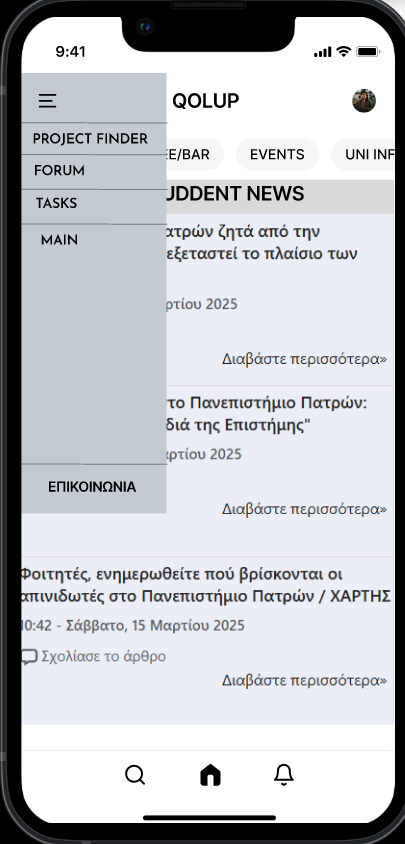 9:41
QOLUP
PROJECT FINDER
FORUM
TASKS
MAIN
ΕΠΙΚΟΙΝΩΝΙΑ
E/BAR
EVENTS
UNI INF
UDDENT NEWS
ατρών ζητά από την
εξεταστεί το πλαίσιο των
ρτίου 2025
Διαβάστε περισσότερα»
το Πανεπιστήμιο Πατρών:
διά της Επιστήμης"
ρτίου 2025
Διαβάστε περισσότερα»
Φοιτητές, ενημερωθείτε πού βρίσκονται οι
απινιδωτές στο Πανεπιστήμιο Πατρών / ΧΑΡΤΗΣ
10:42 - Σάββατο, 15 Μαρτίου 2025
Σχολίασε το άρθρο
Διαβάστε περισσότερα»